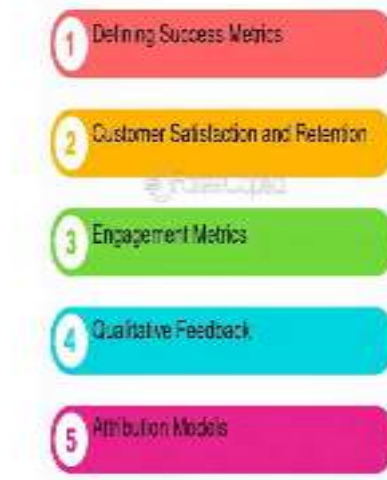 1 Defining Success Metrics
2 Customer Satisfaction and Retention
3 Engagement Metrics
4 Qualitative Feedback
5 Attribution Models